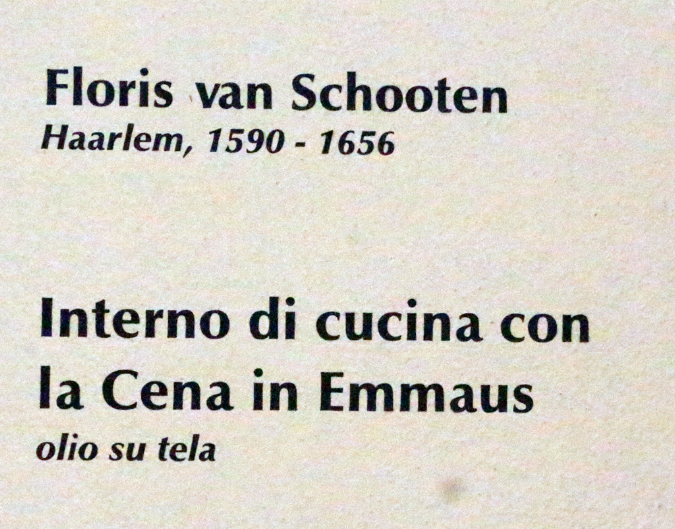 Floris van Schooten
Haarlem, 1590 - 1656
Interno di cucina con
la Cena in Emmaus
olio su tela